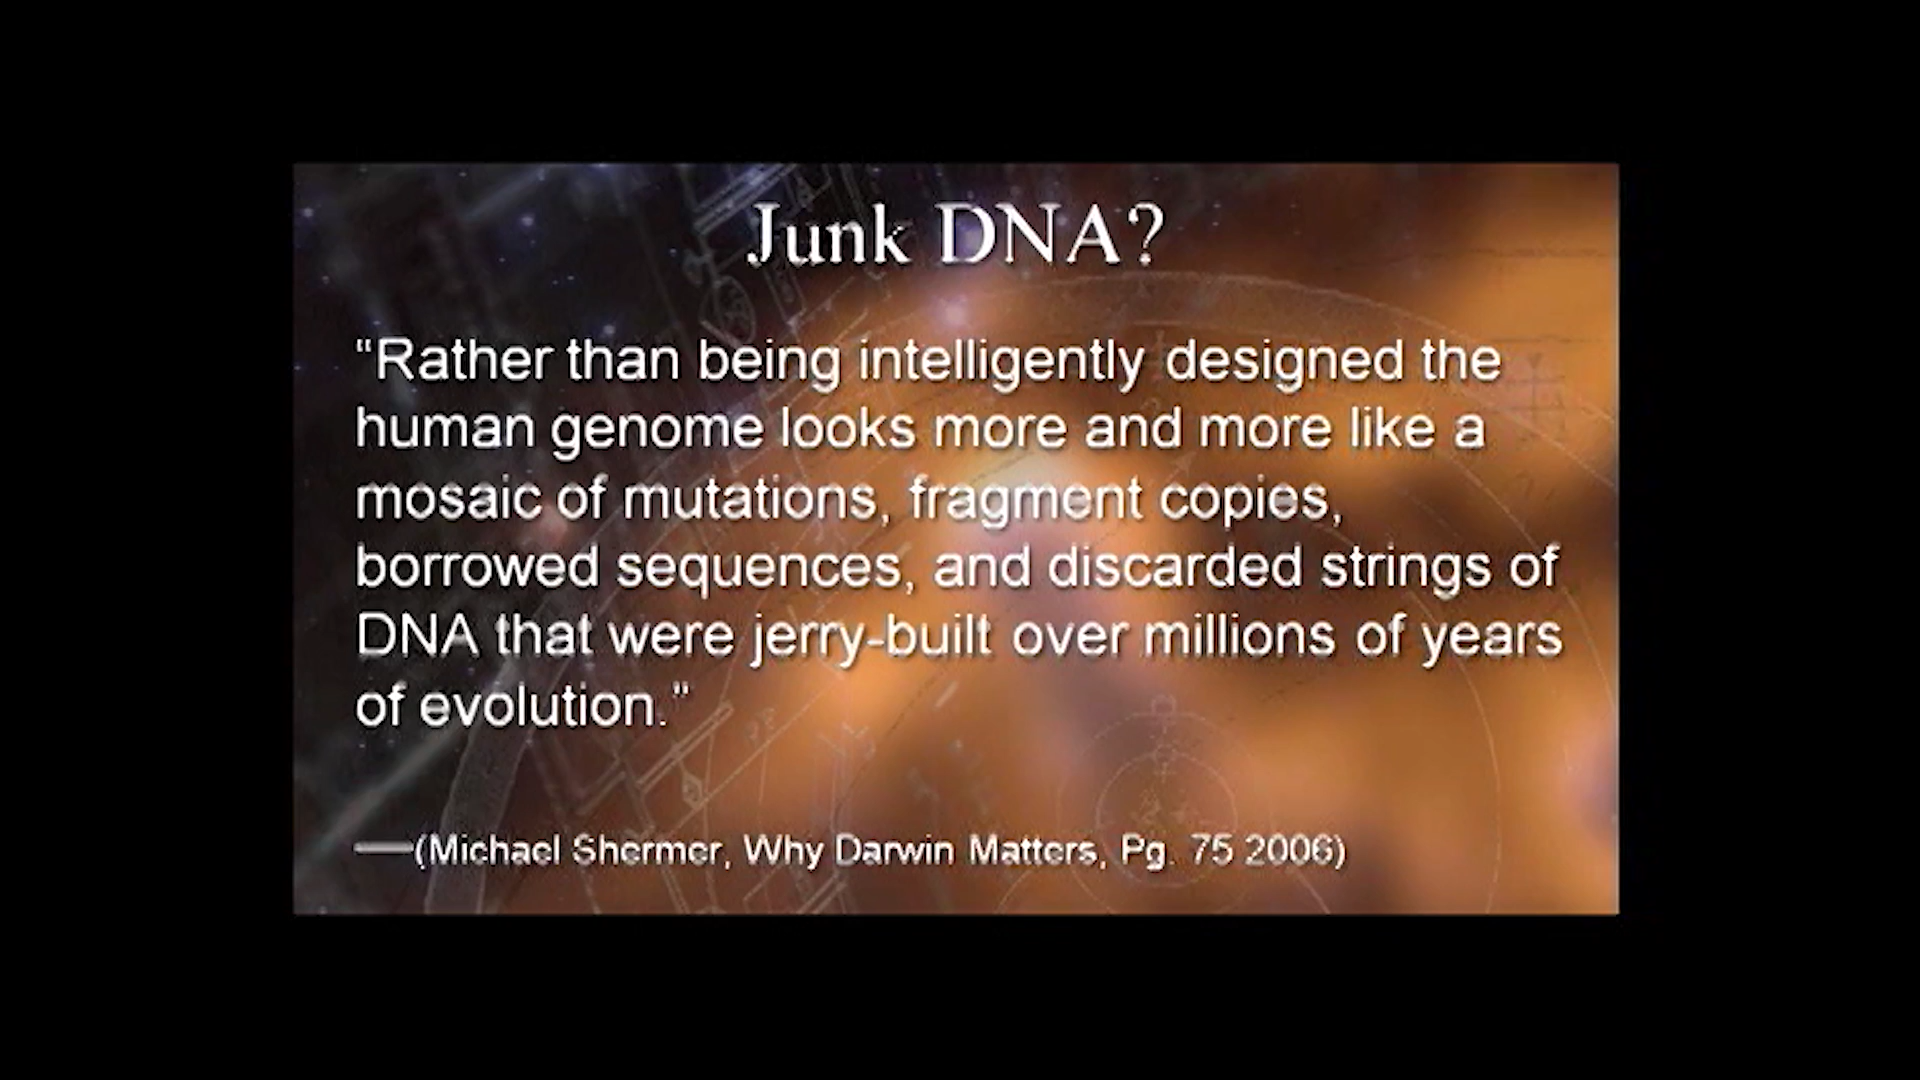 Junk DNA?
“Rather than being intelligently designed the
human genome looks more and more like a
mosaic of mutations, fragment copies,
borrowed sequences, and discarded strings of
DNA that were jerry-built over millions of years
of evolution.”
—(Michael Shermer, Why Darwin Matters, Pg. 75 2006)